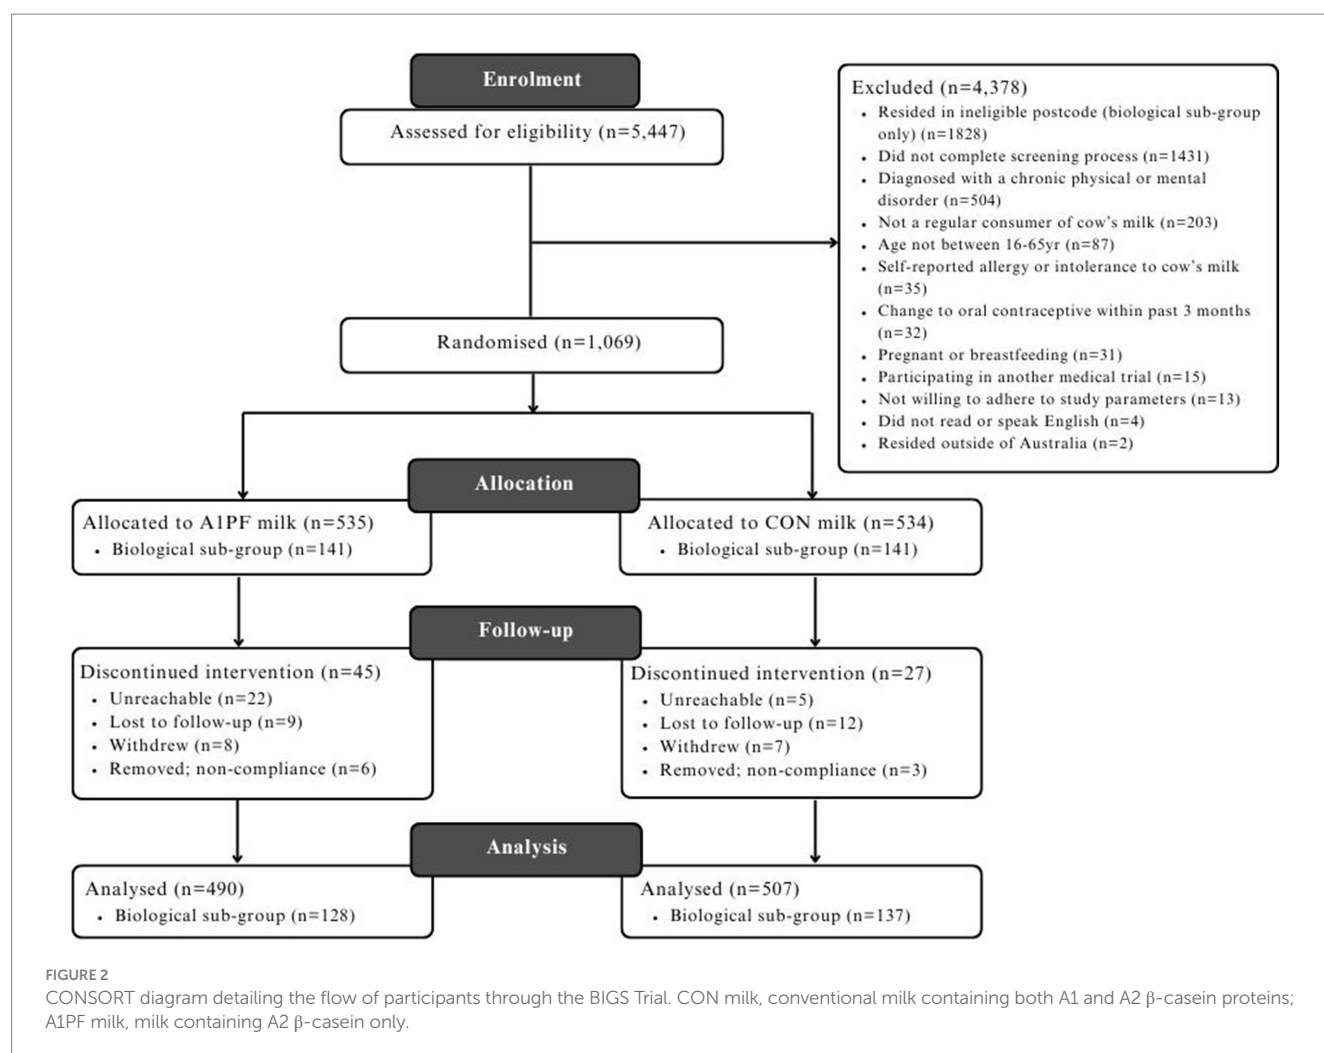 Enrolment
Assessed for eligibility (n=5,447)
Excluded (n=4,378)
• Resided in ineligible postcode (biological sub-group
only) (n=1828)
• Did not complete screening process (n=1431)
• Diagnosed with a chronic physical or mental
disorder (n=504)
• Not a regular consumer of cow's milk (n=203)
• Age not between 16-65yr (n=87)
• Self-reported allergy or intolerance to cow's milk
(n=35)
• Change to oral contraceptive within past 3 months
(n=32)
• Pregnant or breastfeeding (n=31)
• Participating in another medical trial (n=15)
• Not willing to adhere to study parameters (n=13)
• Did not read or speak English (n=4)
• Resided outside of Australia (n=2)
Randomised (n=1,069)
Allocation
Allocated to A1PF milk (n=535)
• Biological sub-group (n=141)
Allocated to CON milk (n=534)
• Biological sub-group (n=141)
Follow-up
Discontinued intervention (n=45)
• Unreachable (n=22)
• Lost to follow-up (n=9)
• Withdrew (n=8)
• Removed; non-compliance (n=6)
Discontinued intervention (n=27)
• Unreachable (n=5)
• Lost to follow-up (n=12)
• Withdrew (n=7)
• Removed; non-compliance (n=3)
Analysis
Analysed (n=490)
• Biological sub-group (n=128)
Analysed (n=507)
• Biological sub-group (n=137)
FIGURE 2
CONSORT diagram detailing the flow of participants through the BIGS Trial. CON milk, conventional milk containing both A1 and A2 β-casein proteins;
A1PF milk, milk containing A2 β-casein only.